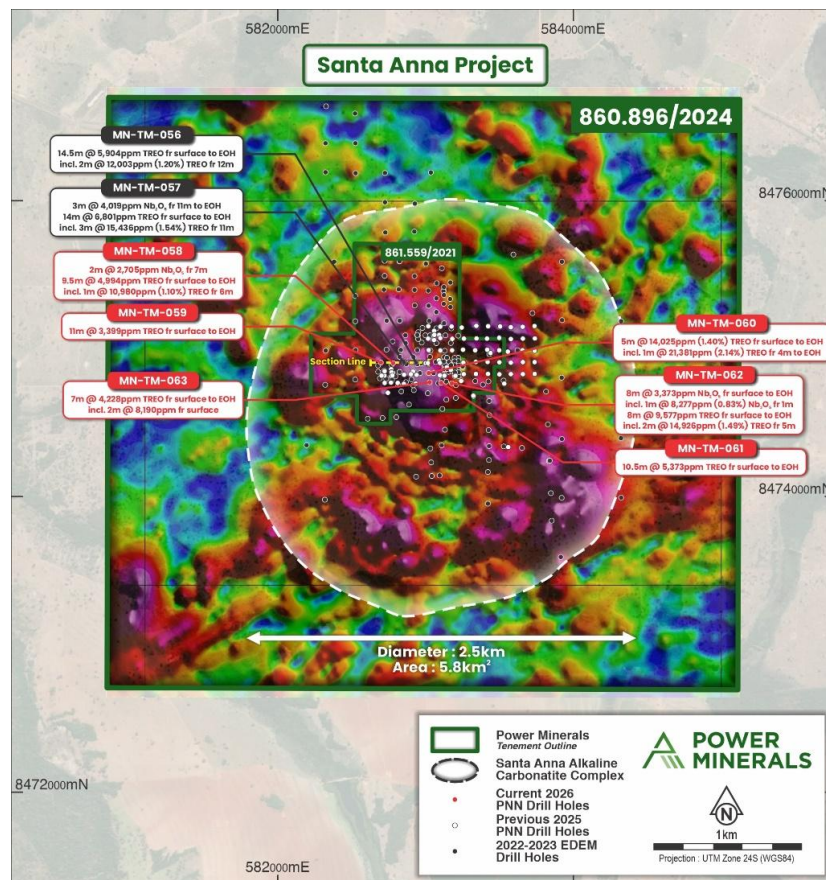 582000mE
584000mE
Santa Anna Project
860.896/2024
MN-TM-056
14.5m @ 5,904ppm TREO fr surface to EOH
incl. 2m @ 12,003ppm (1.20%) TREO fr 12m
8476000mN
MN-TM-057
3m @ 4,019ppm Nb₂O₅ fr 11m to EOH
14m @ 6,801ppm TREO fr surface to EOH
incl. 3m @ 15,436ppm (1.54%) TREO fr 11m
861.559/2021
MN-TM-058
2m @ 2,705ppm Nb₂O₅ fr 7m
9.5m @ 4,994ppm TREO fr surface to EOH
incl. 1m @ 10,980ppm (1.10%) TREO fr 6m
MN-TM-059
11m @ 3,399ppm TREO fr surface to EOH
MN-TM-060
5m @ 14,025ppm (1.40%) TREO fr surface to EOH
incl. 1m @ 21,381ppm (2.14%) TREO fr 4m to EOH
Section Line
MN-TM-063
7m @ 4,228ppm TREO fr surface to EOH
incl. 2m @ 8,190ppm fr surface
MN-TM-062
8m @ 3,373ppm Nb₂O₅ fr surface to EOH
incl. 1m @ 8,277ppm (0.83%) Nb₂O₅ fr 1m
8m @ 9,577ppm TREO fr surface to EOH
incl. 2m @ 14,926ppm (1.49%) TREO fr 5m
MN-TM-061
10.5m @ 5,373ppm TREO fr surface to EOH
8474000mN
Diameter : 2.5km
Area : 5.8km²
Power Minerals
Tenement Outline
Santa Anna Alkaline
Carbonatite Complex
Current 2026
PNN Drill Holes
Previous 2025
PNN Drill Holes
2022-2023 EDEM
Drill Holes
POWER
MINERALS
N
1km
Projection : UTM Zone 24S (WGS84)
8472000mN
582000mE